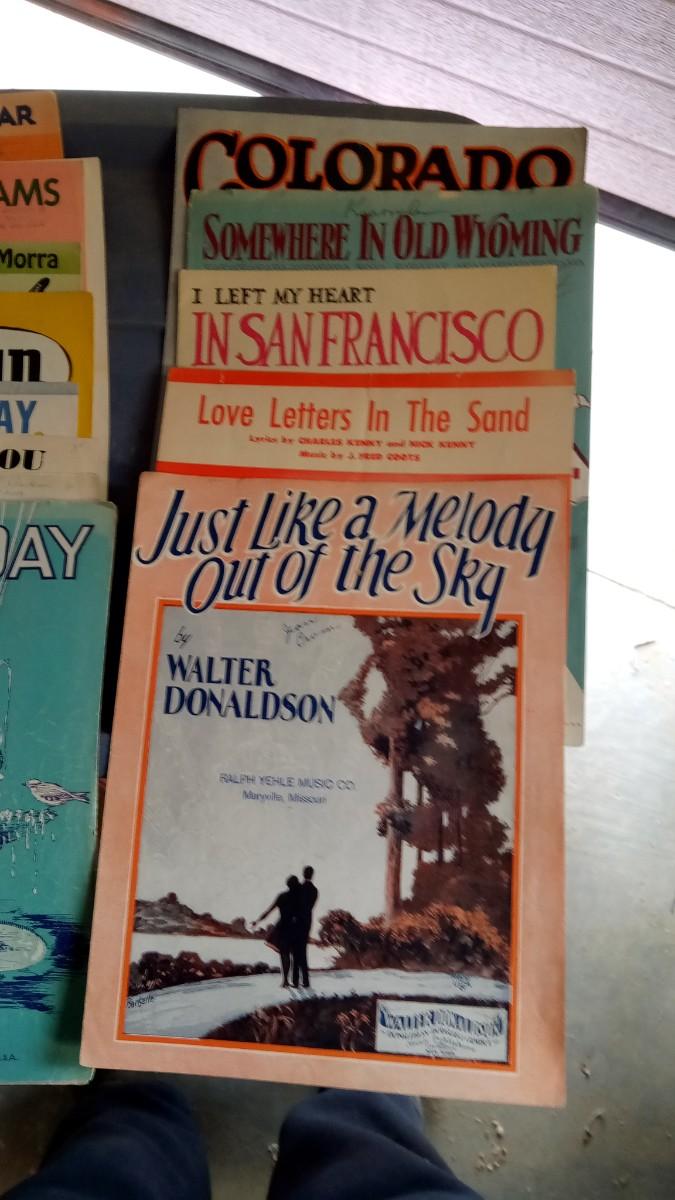 AR
AMS
Morra
un
AY
OU
DAY
S.A.
COLORADO
SOMEWHERE IN OLD WYOMING
I LEFT MY HEART
IN SAN FRANCISCO
Love Letters In The Sand
Lyrics by CHARLES KENNY and NICK KENNY
Music by J. FRED COOTS
Just Like a Melody
Out of the Sky
by
WALTER
DONALDSON
RALPH YEHLE MUSIC CO.
Maryville, Missouri